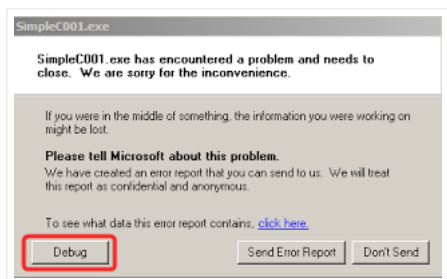 SimpleC001.exe
SimpleC001.exe has encountered a problem and needs to
close. We are sorry for the inconvenience.
If you were in the middle of something, the information you were working on
might be lost.
Please tell Microsoft about this problem.
We have created an error report that you can send to us. We will treat
this report as confidential and anonymous.
To see what data this error report contains, click here.
Debug
Send Error Report
Don't Send